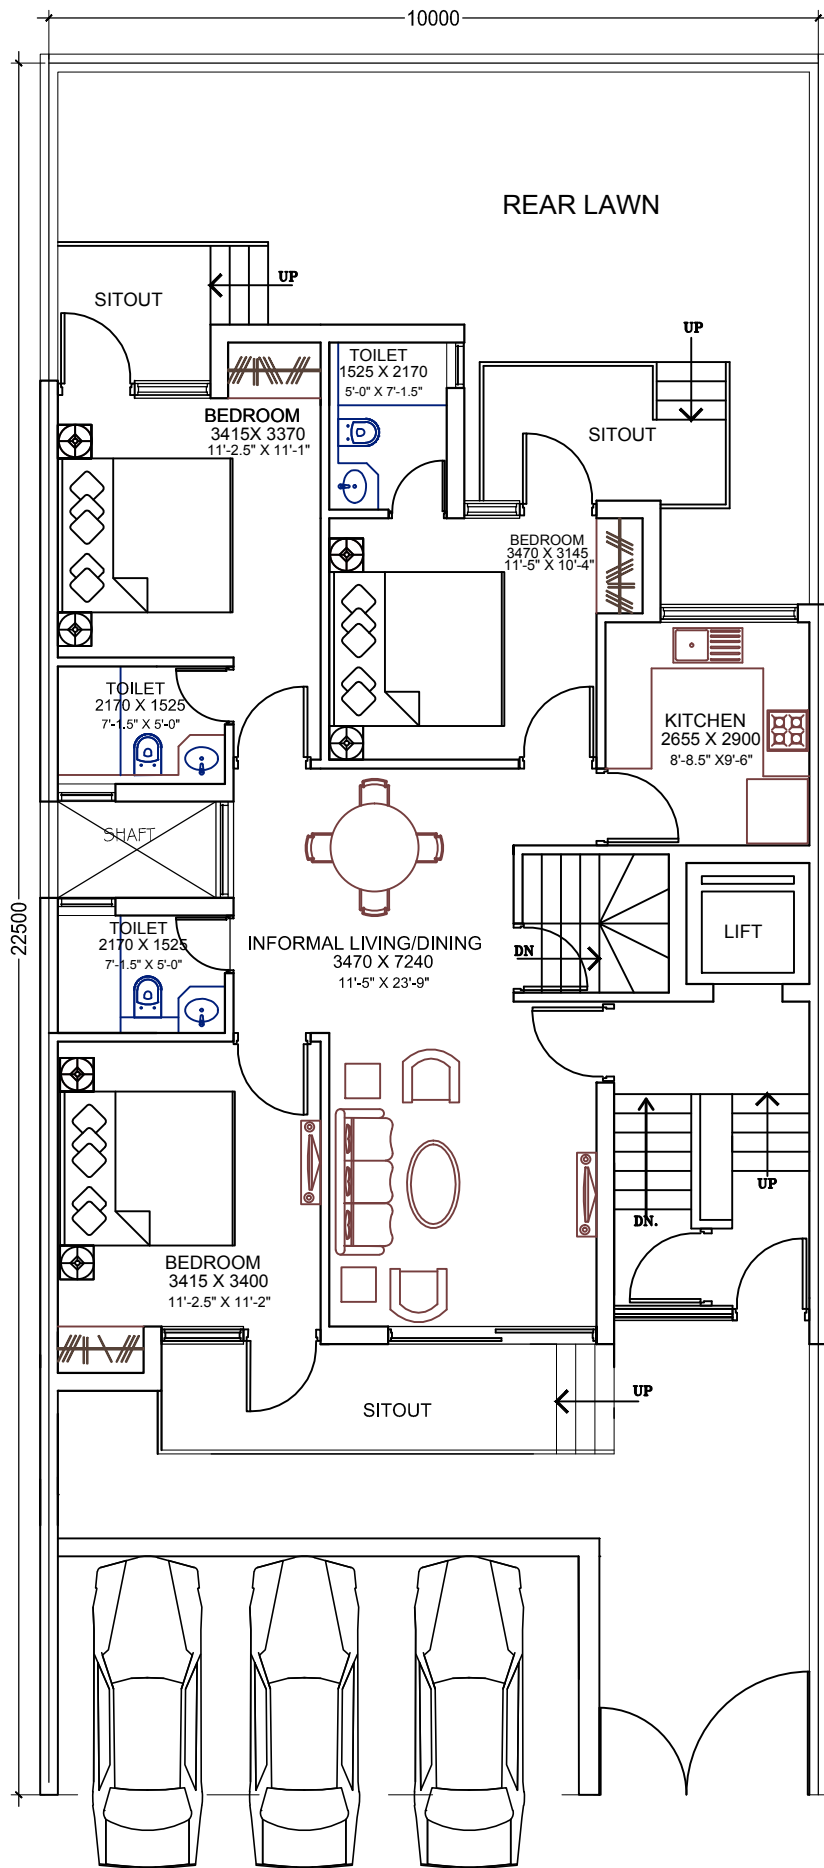 10000
REAR LAWN
SITOUT
UP
UP
TOILET
1525 X 2170
5'-0" X 7'-1.5"
BEDROOM
3415X 3370
11'-2.5" X 11'-1"
SITOUT
BEDROOM
3470 X 3145
11'-5" X 10'-4"
TOILET
2170 X 1525
7'-1.5" X 5'-0"
KITCHEN
2655 X 2900
8'-8.5" X9'-6"
SHAFT
22500
TOILET
2170 X 1525
7'-1.5" X 5'-0"
INFORMAL LIVING/DINING
3470 X 7240
11'-5" X 23'-9"
DN
LIFT
UP
DN.
BEDROOM
3415 X 3400
11'-2.5" X 11'-2"
SITOUT
UP